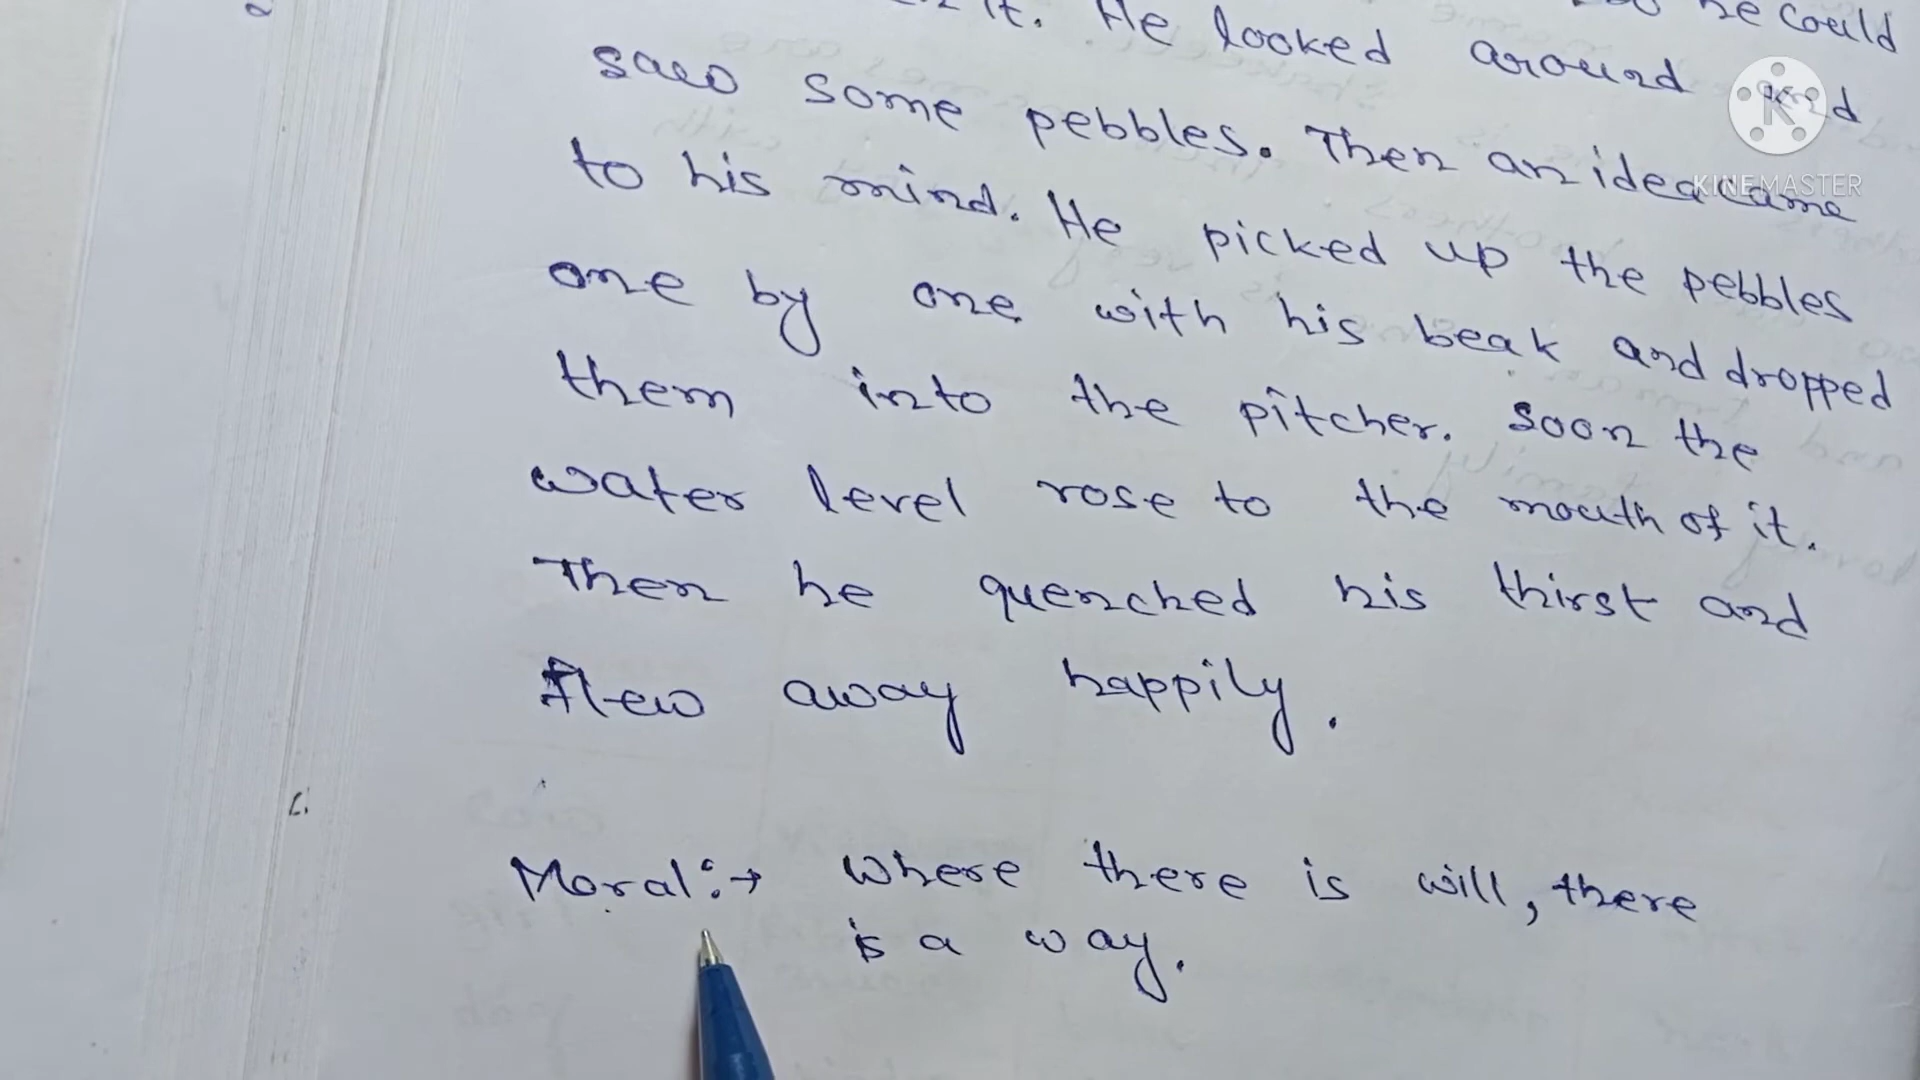 it. He looked around and
saw some pebbles. Then an idea came
to his mind. He picked up the pebbles
one by one with his beak and dropped
them into the pitcher. Soon the
water level rose to the mouth of it.
Then he quenched his thirst and
flew away happily.
Moral:→ Where there is will, there
is a way.
he could
KINEMASTER